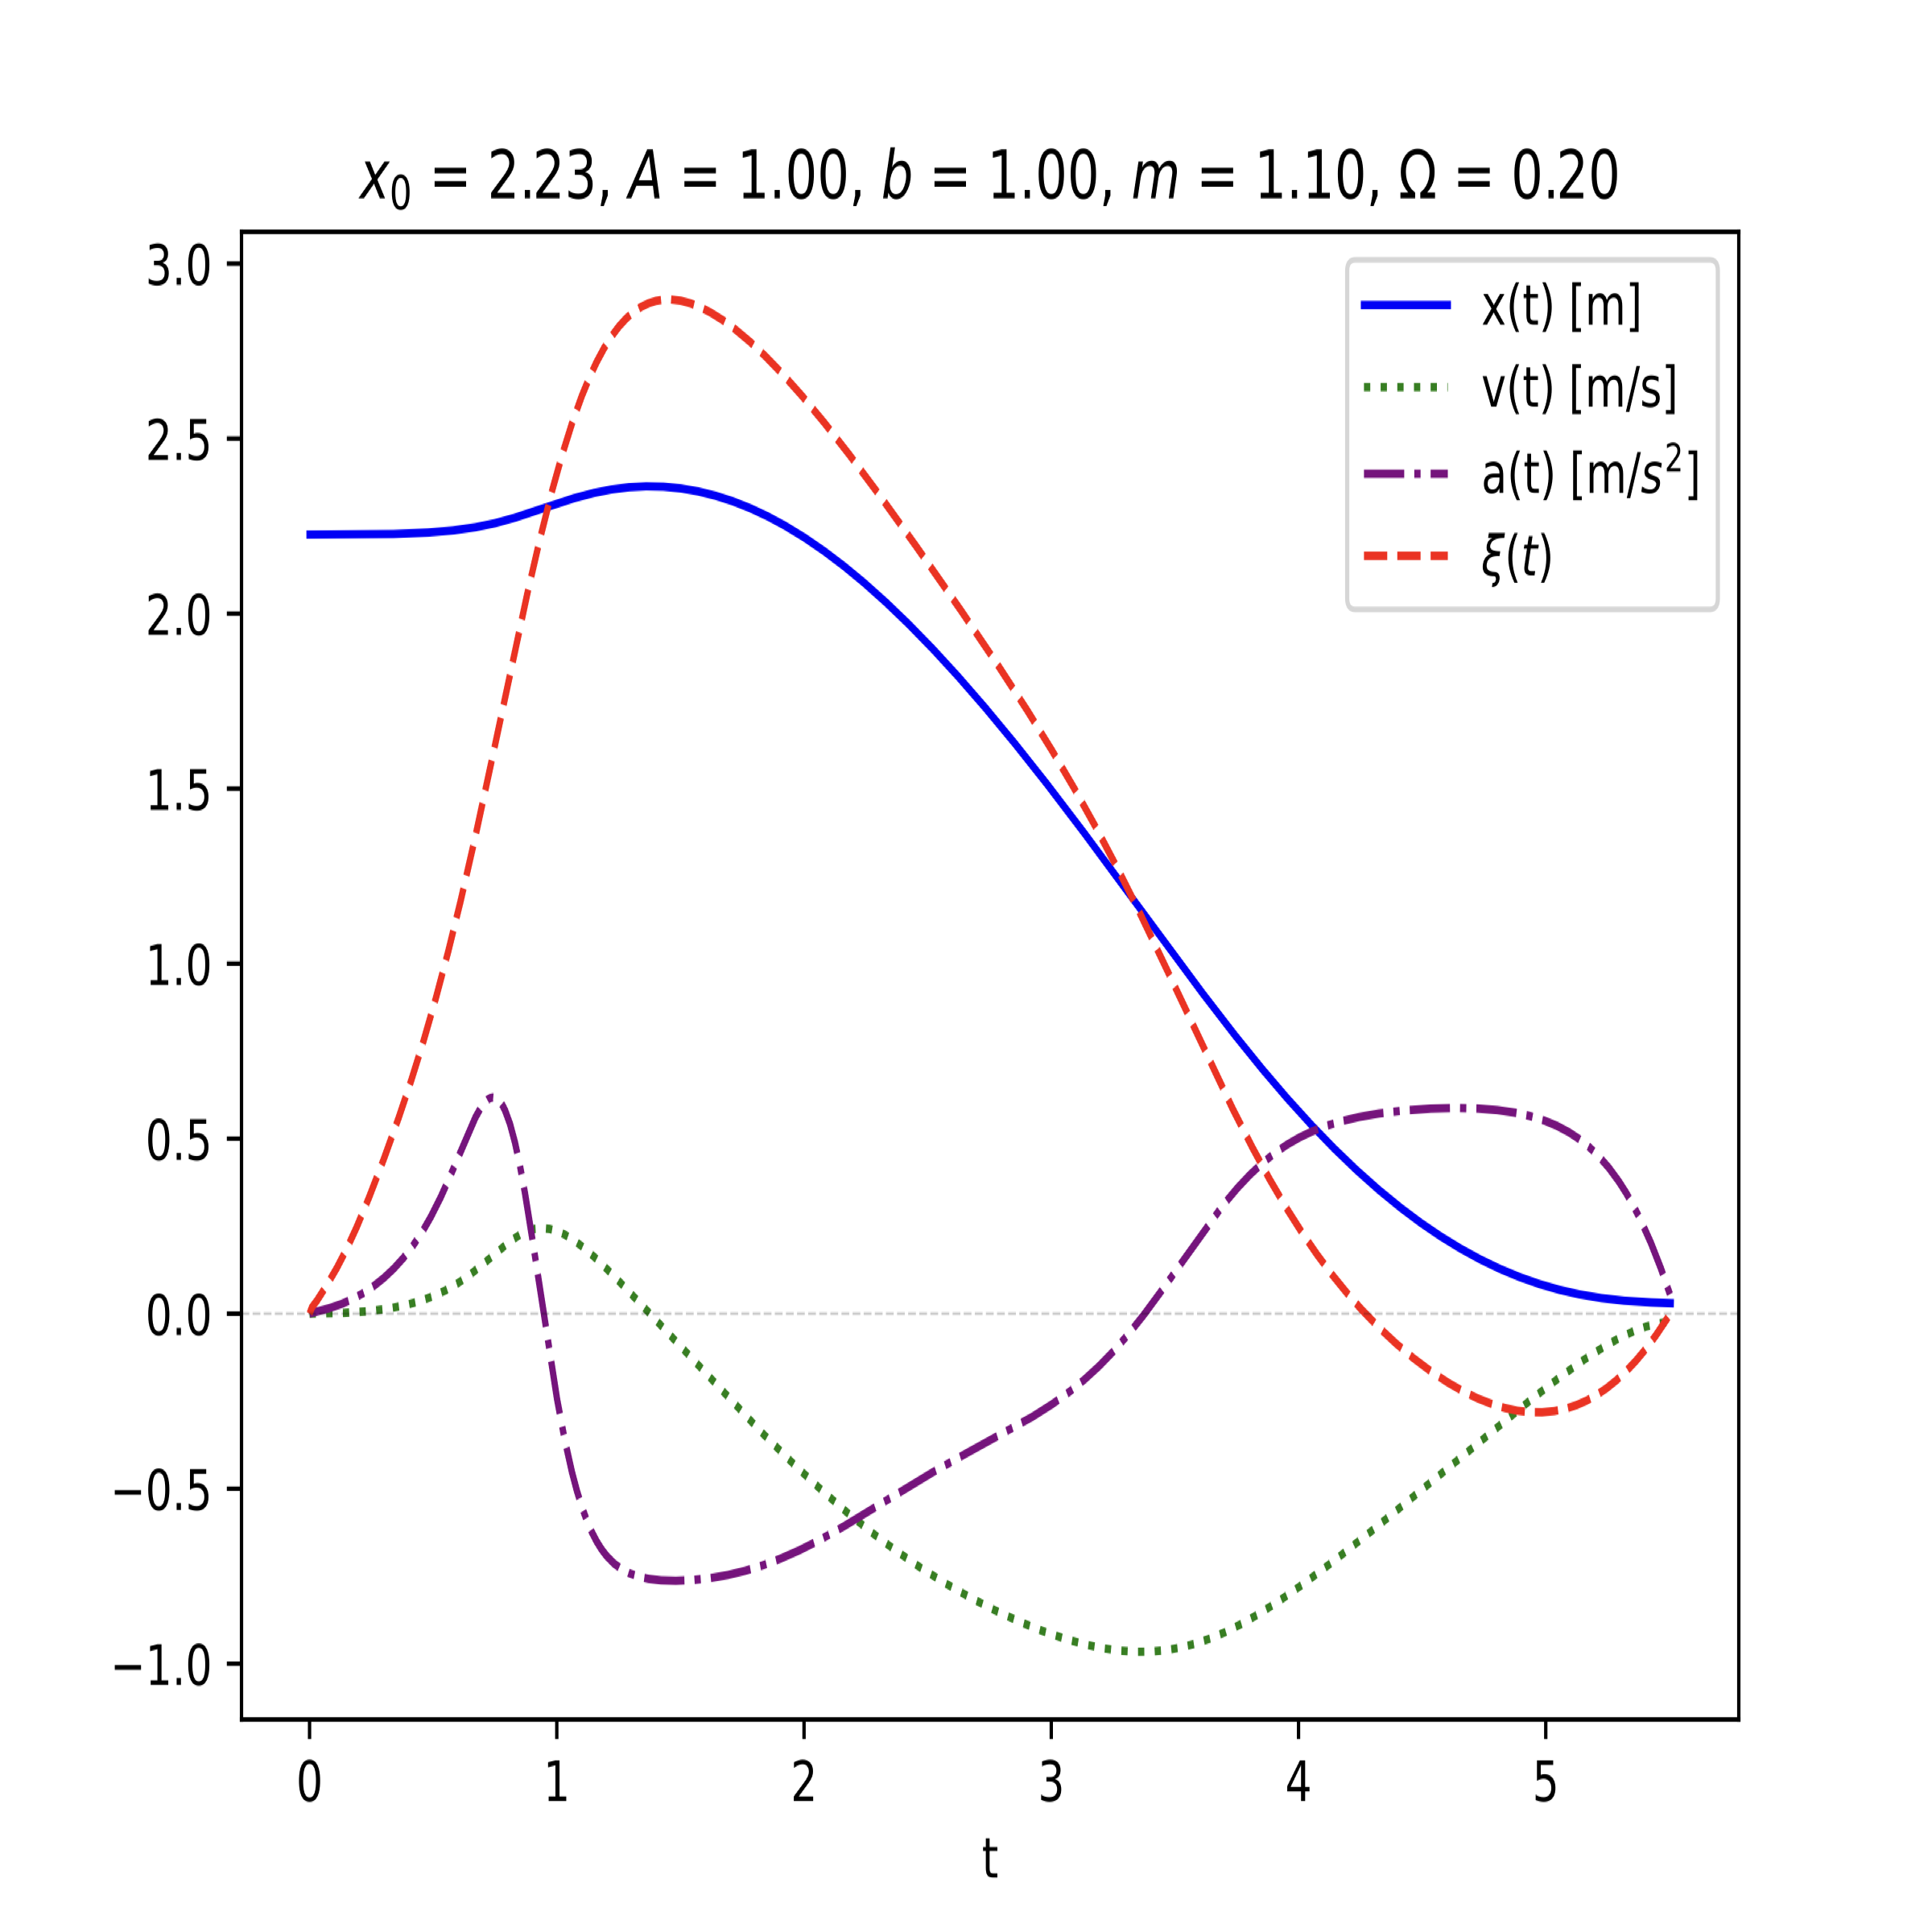 x₀ = 2.23, A = 1.00, b = 1.00, m = 1.10, Ω = 0.20
x(t) [m]
v(t) [m/s]
a(t) [m/s²]
ξ(t)
3.0
2.5
2.0
1.5
1.0
0.5
0.0
−0.5
−1.0
0 1 2 3 4 5
t